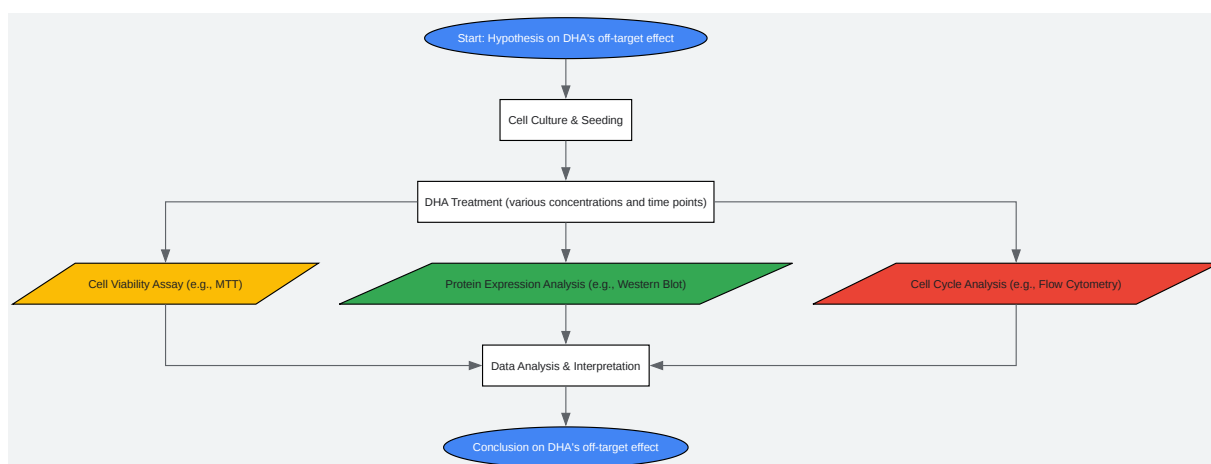 Start: Hypothesis on DHA's off-target effect
Cell Culture & Seeding
DHA Treatment (various concentrations and time points)
Cell Viability Assay (e.g., MTT)
Protein Expression Analysis (e.g., Western Blot)
Cell Cycle Analysis (e.g., Flow Cytometry)
Data Analysis & Interpretation
Conclusion on DHA's off-target effect